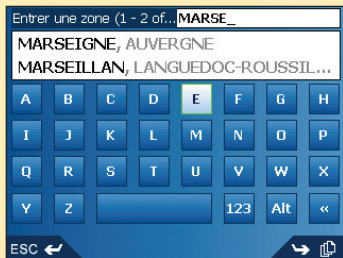 Entrer une zone (1 - 2 of... MARSE_
MARSEIGNE, AUVERGNE
MARSEILLAN, LANGUEDOC-ROUSSIL...
A B C D E F G H
I J K L M N O P
Q R S T U V W X
Y Z 123 Alt «
ESC